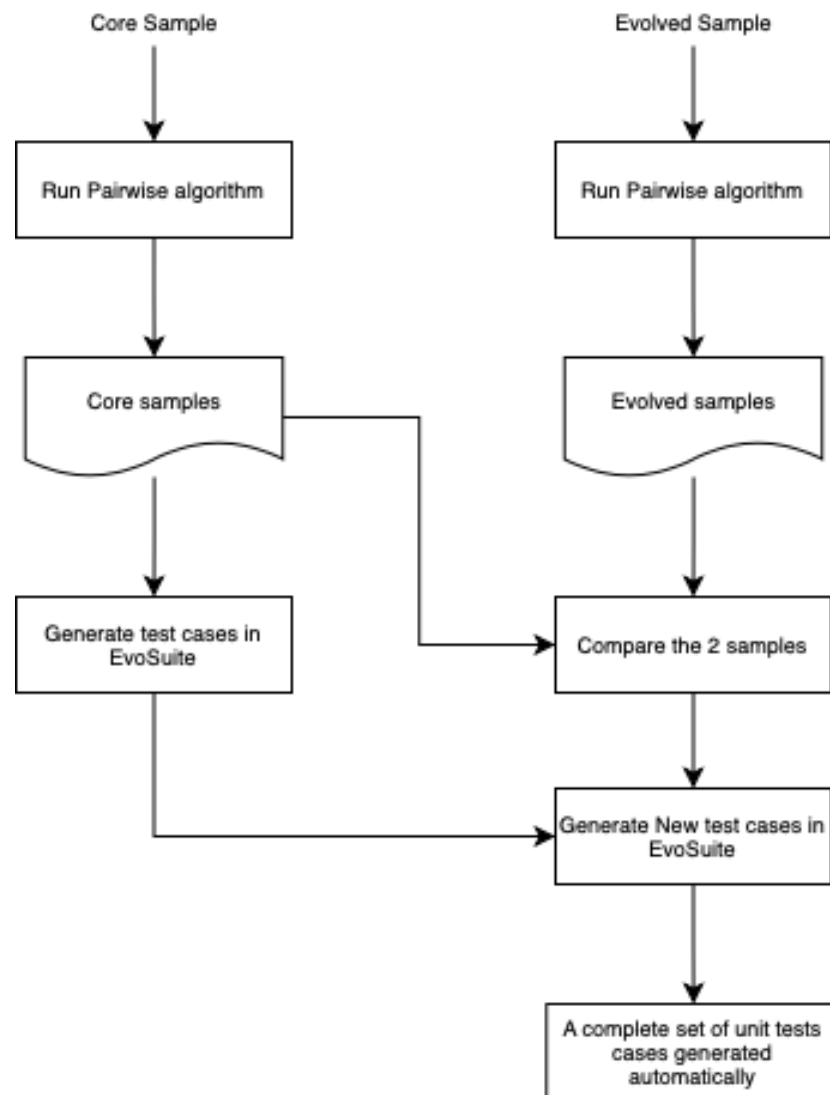 Core Sample
Evolved Sample
Run Pairwise algorithm
Run Pairwise algorithm
Core samples
Evolved samples
Generate test cases in
EvoSuite
Compare the 2 samples
Generate New test cases in
EvoSuite
A complete set of unit tests
cases generated
automatically